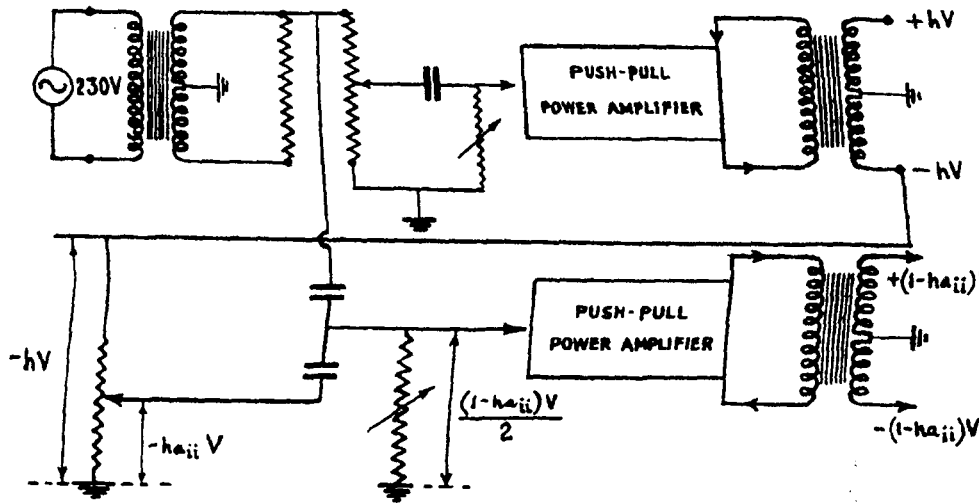 230V
PUSH-PULL
POWER AMPLIFIER
+hV
-hV
+(1-haᵢᵢ)
PUSH-PULL
POWER AMPLIFIER
-hV
(1-haᵢᵢ)V
2
-haᵢᵢ V
-(1-haᵢᵢ)V